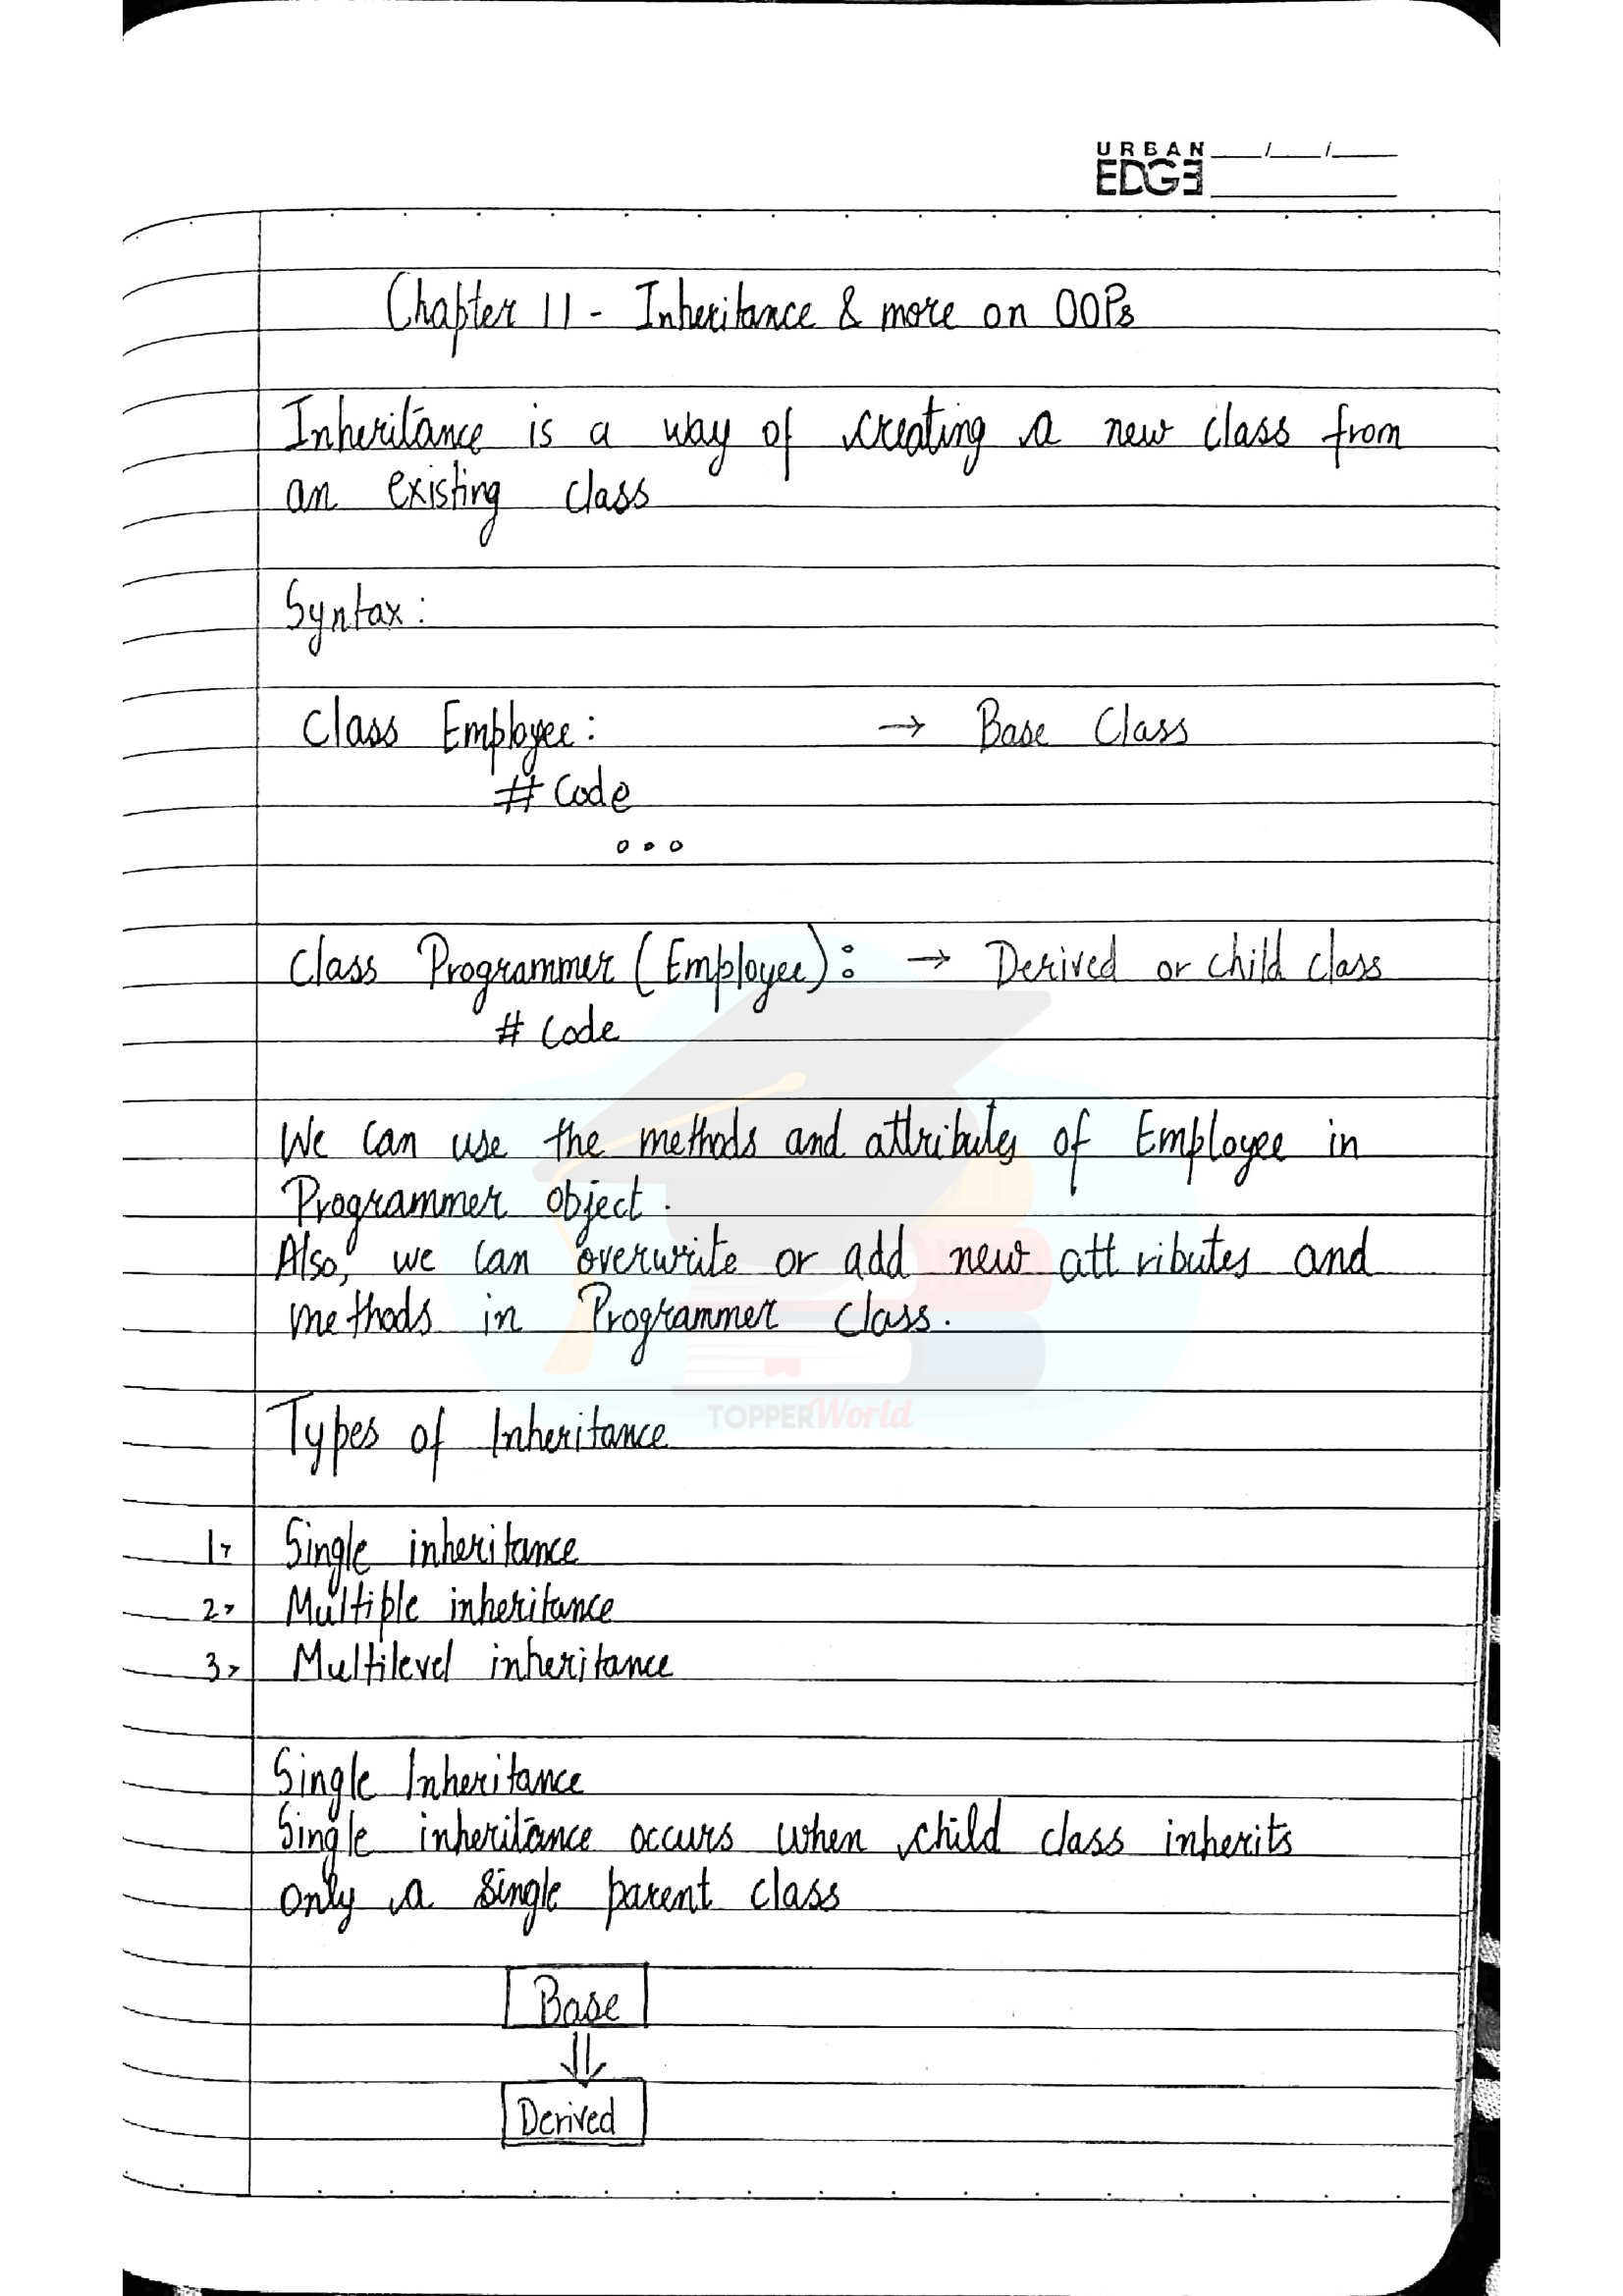 URBAN
EDGE
Chapter 11 - Inheritance & more on OOPs
Inheritance is a way of creating a new class from
an existing class
Syntax:
Class Employee: → Base Class
# Code
...
Class Programmer (Employee): → Derived or child class
# Code
We can use the methods and attributes of Employee in
Programmer object.
Also, we can overwrite or add new attributes and
methods in Programmer class.
TOPPERWorld
Types of Inheritance
1> Single inheritance
2> Multiple inheritance
3> Multilevel inheritance
Single Inheritance
Single inheritance occurs when child class inherits
only a single parent class
Base
⇓
Derived